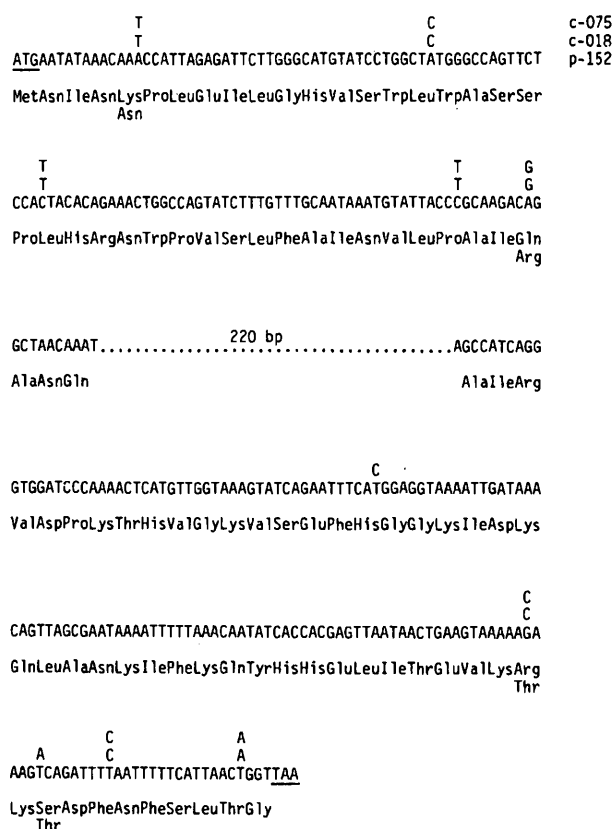 T C c-075
T C c-018
ATGAATATAAACAAACCATTAGAGATTCTTGGGCATGTATCCTGGCTATGGGCCAGTTCT p-152
MetAsnIleAsnLysProLeuGluIleLeuGlyHisValSerTrpLeuTrpAlaSerSer
Asn
T T G
T T G
CCACTACACAGAAACTGGCCAGTATCTTTGTTTGCAATAAATGTATTACCCGCAAGACAG
ProLeuHisArgAsnTrpProValSerLeuPheAlaIleAsnValLeuProAlaIleGln
Arg
GCTAACAAAT.......................................AGCCATCAGG
220 bp
AlaAsnGln AlaIleArg
C
GTGGATCCCAAAACTCATGTTGGTAAAGTATCAGAATTTCATGGAGGTAAAATTGATAAA
ValAspProLysThrHisValGlyLysValSerGluPheHisGlyGlyLysIleAspLys
C
C
CAGTTAGCGAATAAAATTTTTAAACAATATCACCACGAGTTAATAACTGAAGTAAAAAGA
GlnLeuAlaAsnLysIlePheLysGlnTyrHisHisGluLeuIleThrGluValLysArg
Thr
C A
A C A
AAGTCAGATTTTAATTTTTCATTAACTGGTTAA
LysSerAspPheAsnPheSerLeuThrGly
Thr